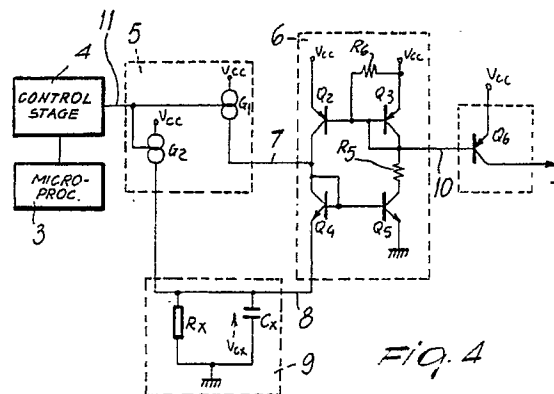 11
4
5
6
CONTROL STAGE
MICRO-PROC.
3
Vcc
G1
Vcc
G2
7
Vcc
R6
Vcc
Q2
Q3
R5
Q4
Q5
10
Vcc
Q6
8
Rx
Cx
Vcx
9
Fig. 4